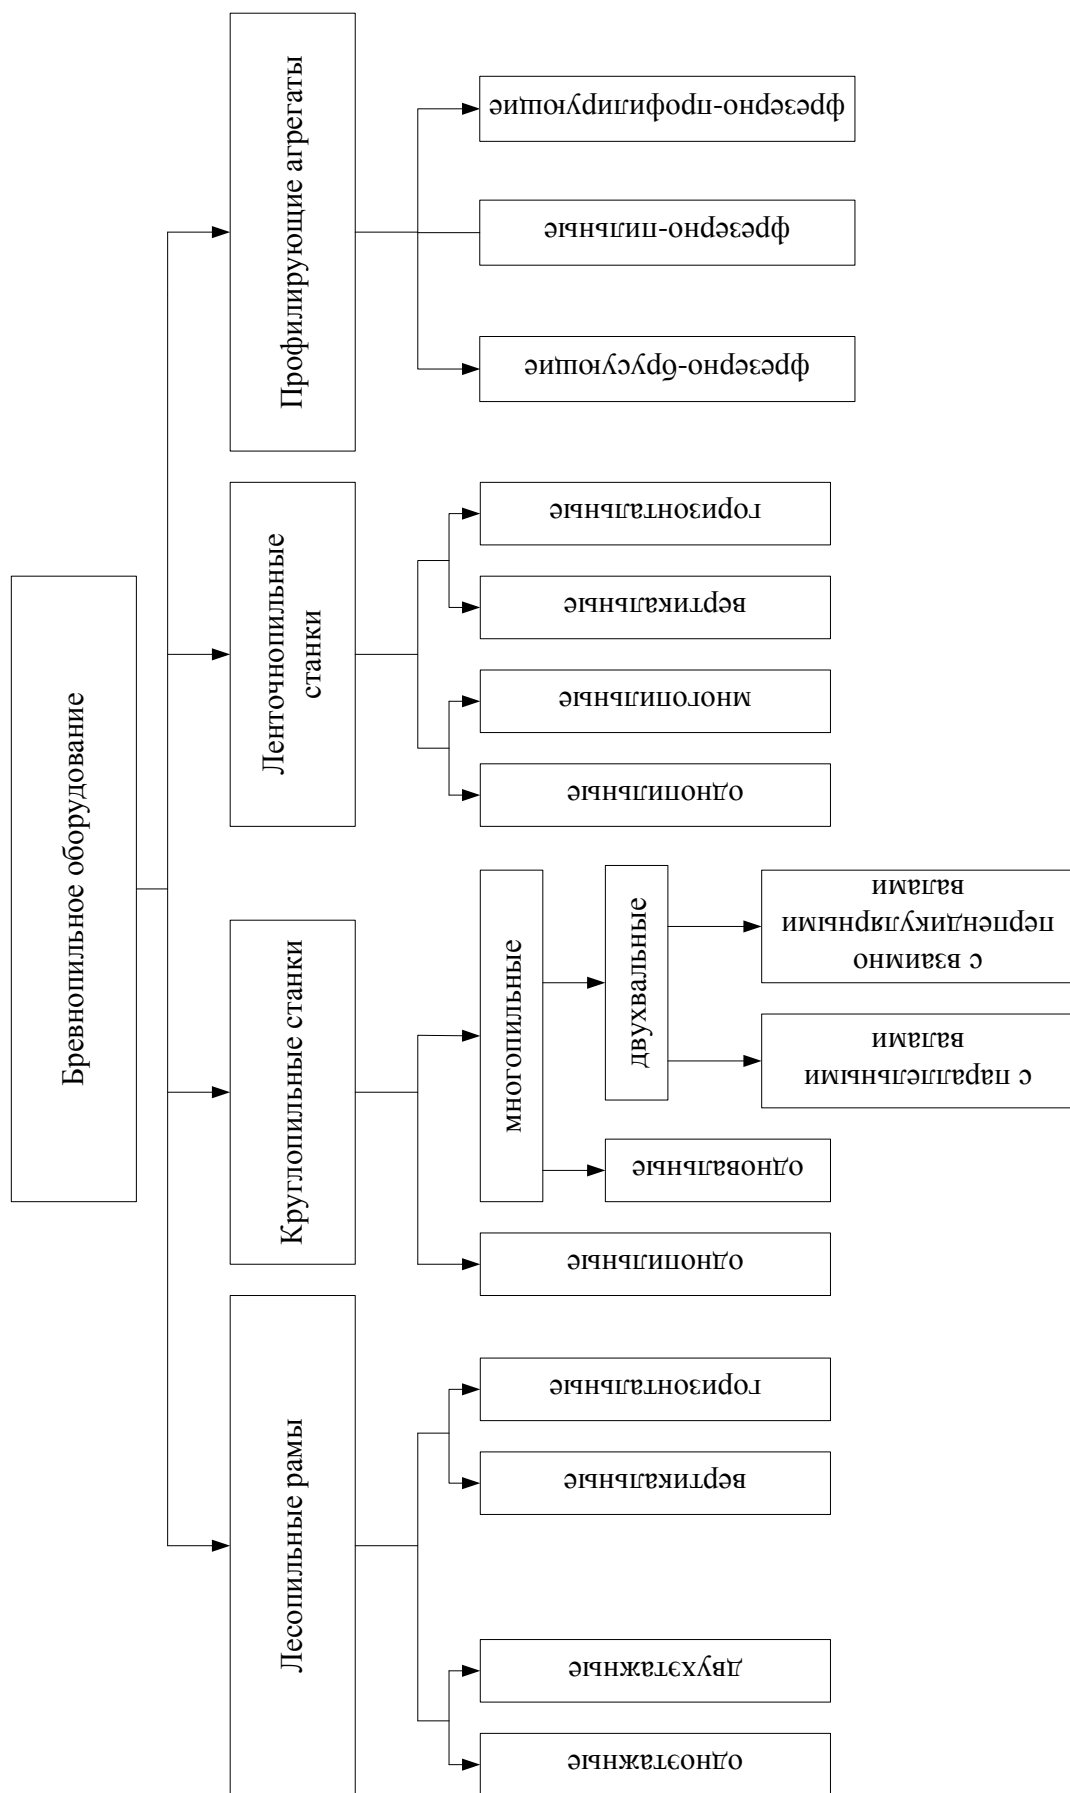 Бревнопильное оборудование
Лесопильные рамы
Круглопильные станки
Ленточнопильные
станки
Профилирующие агрегаты
одноэтажные
двухэтажные
вертикальные
горизонтальные
однопильные
многопильные
одновальные
двухвальные
с параллельными
валами
с взаимно
перпендикулярными
валами
однопильные
многопильные
вертикальные
горизонтальные
фрезерно-брусующие
фрезерно-пильные
фрезерно-профилирующие